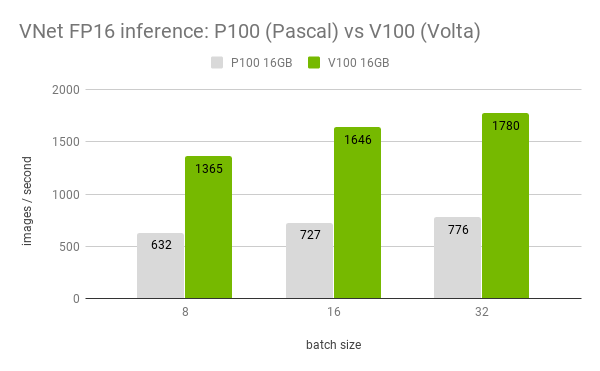 VNet FP16 inference: P100 (Pascal) vs V100 (Volta)
P100 16GB V100 16GB
2000
1500
1000
500
0
images / second
632 1365 727 1646 776 1780
8 16 32
batch size